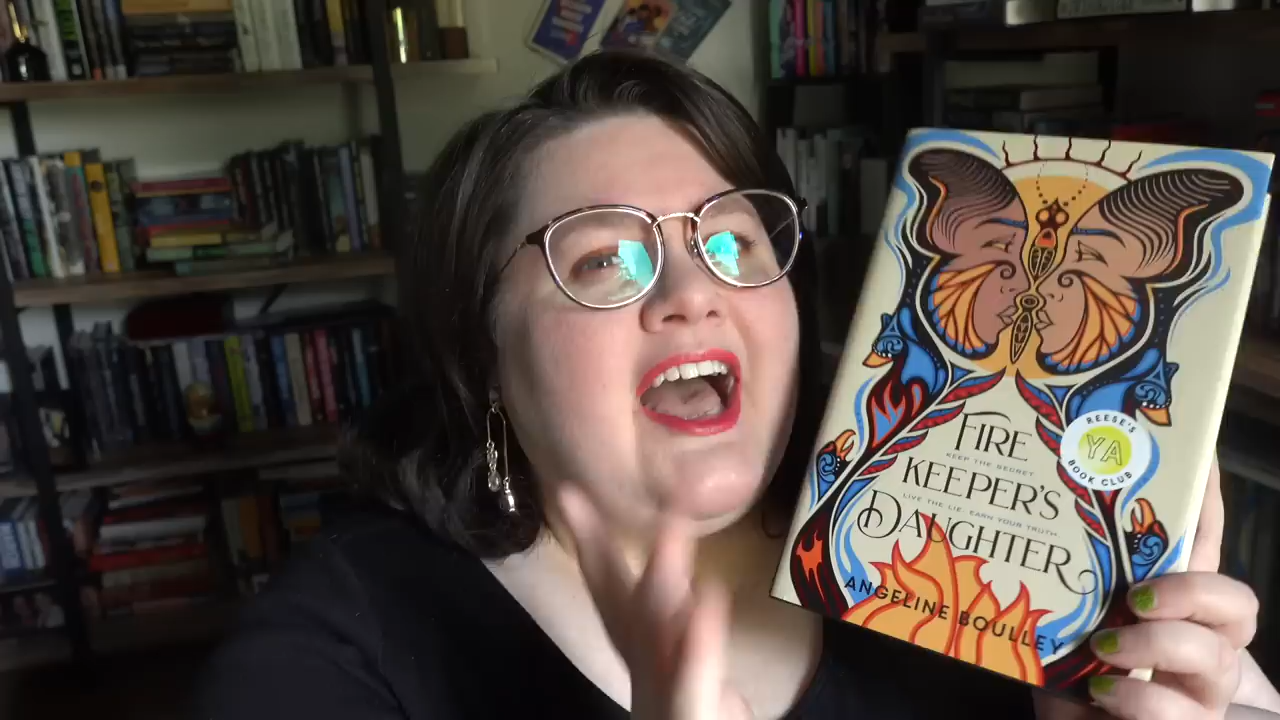 FIRE
KEEP THE SECRET
KEEPER'S
LIVE THE LIE. EARN YOUR TRUTH.
DAUGHTER
ANGELINE BOULLEY
REESE'S
YA
BOOK CLUB